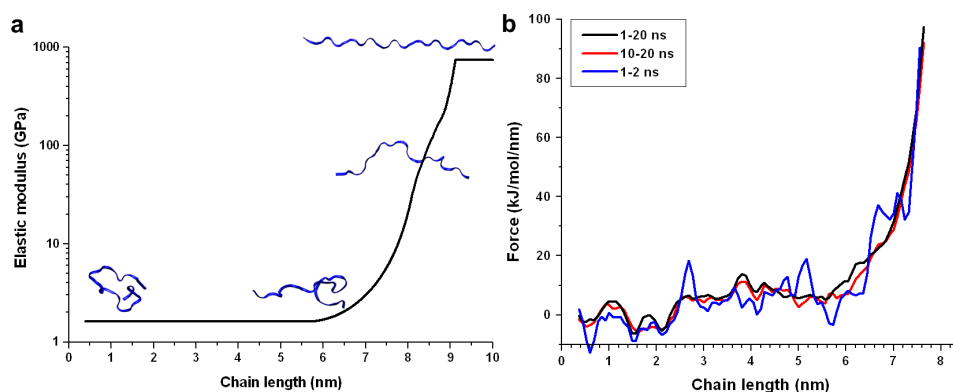 a
Elastic modulus (GPa)
1000
100
10
1
0 1 2 3 4 5 6 7 8 9 10
Chain length (nm)
b
Force (kJ/mol/nm)
100
80
60
40
20
0
1-20 ns
10-20 ns
1-2 ns
0 1 2 3 4 5 6 7 8
Chain length (nm)